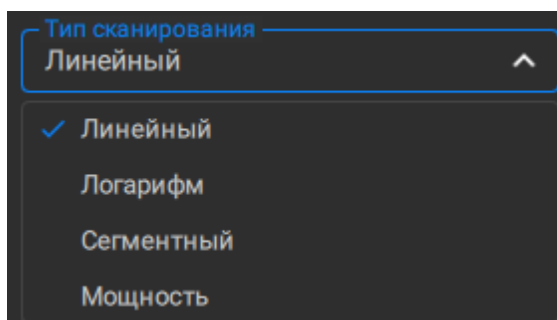 Тип сканирования
Линейный
Линейный
Логарифм
Сегментный
Мощность